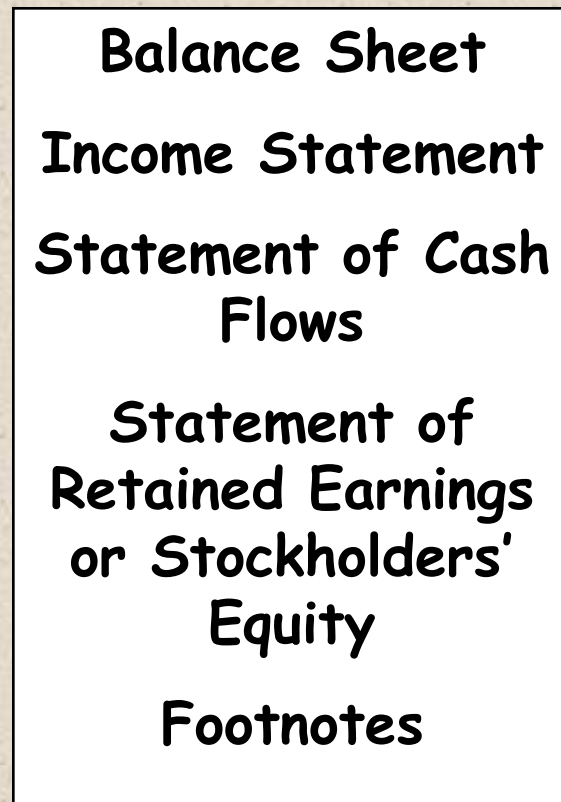 Balance Sheet
Income Statement
Statement of Cash
Flows
Statement of
Retained Earnings
or Stockholders’
Equity
Footnotes